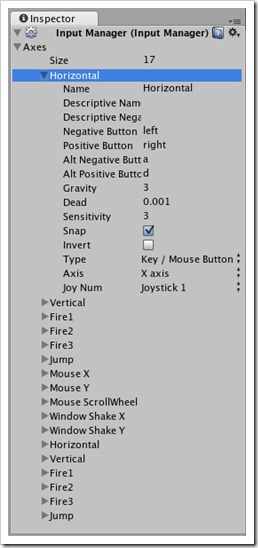 Inspector
Input Manager (Input Manager)
Axes
Size 17
Horizontal
Name Horizontal
Descriptive Name
Descriptive Nega
Negative Button left
Positive Button right
Alt Negative Butt a
Alt Positive Butto d
Gravity 3
Dead 0.001
Sensitivity 3
Snap
Invert
Type Key / Mouse Button
Axis X axis
Joy Num Joystick 1
Vertical
Fire1
Fire2
Fire3
Jump
Mouse X
Mouse Y
Mouse ScrollWheel
Window Shake X
Window Shake Y
Horizontal
Vertical
Fire1
Fire2
Fire3
Jump